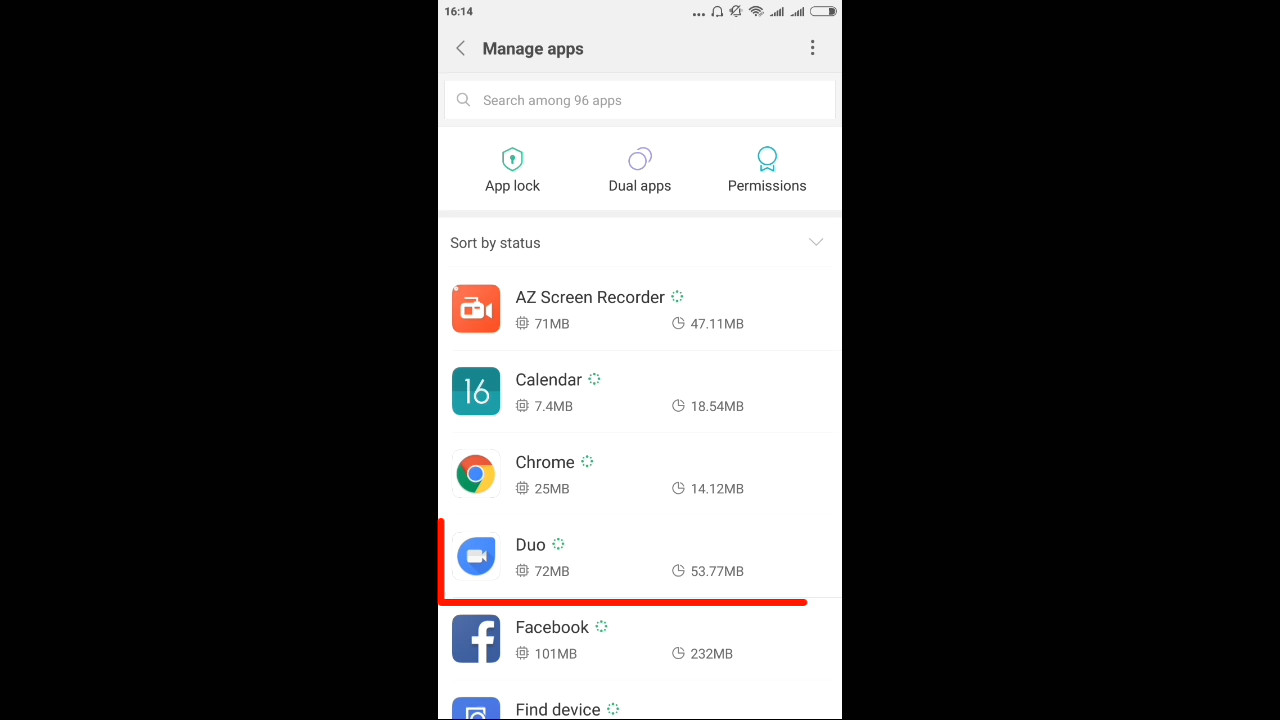 16:14
Manage apps
Search among 96 apps
App lock Dual apps Permissions
Sort by status
AZ Screen Recorder
71MB 47.11MB
16
Calendar
7.4MB 18.54MB
Chrome
25MB 14.12MB
Duo
72MB 53.77MB
Facebook
101MB 232MB
Find device